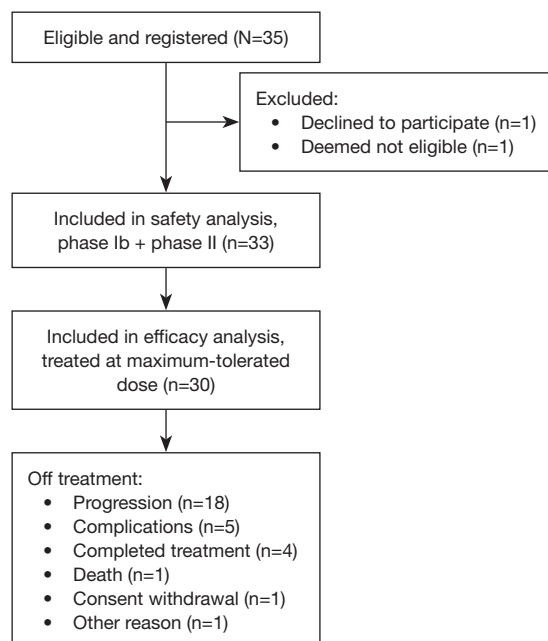 Eligible and registered (N=35)
Excluded:
• Declined to participate (n=1)
• Deemed not eligible (n=1)
Included in safety analysis,
phase Ib + phase II (n=33)
Included in efficacy analysis,
treated at maximum-tolerated
dose (n=30)
Off treatment:
• Progression (n=18)
• Complications (n=5)
• Completed treatment (n=4)
• Death (n=1)
• Consent withdrawal (n=1)
• Other reason (n=1)